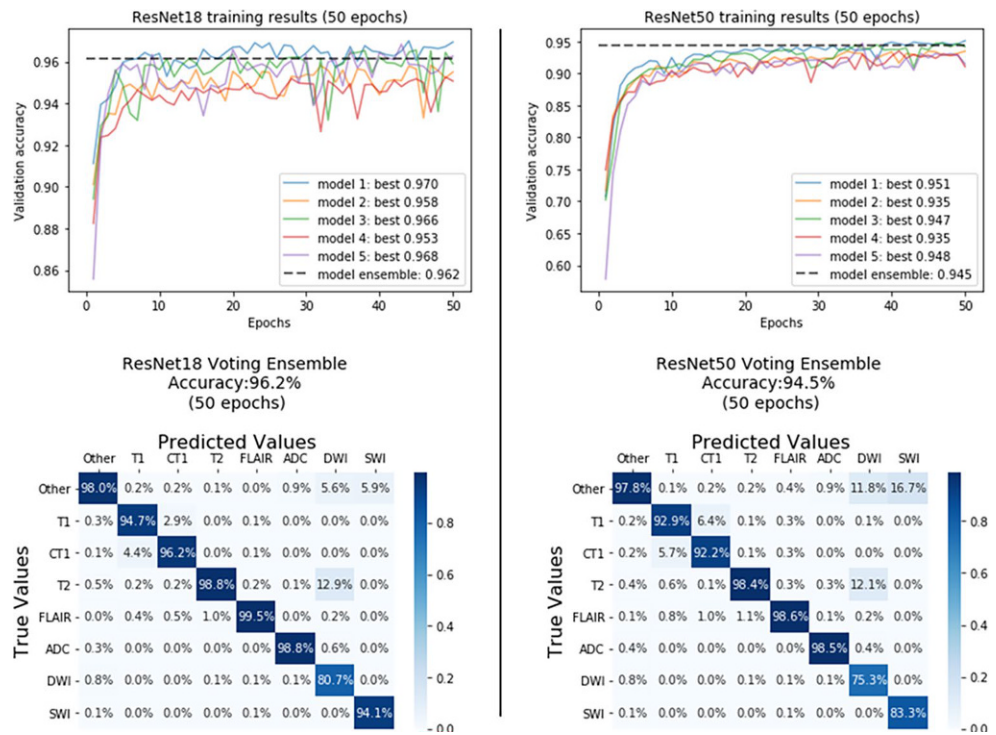 ResNet18 training results (50 epochs)
Validation accuracy
0.96
0.94
0.92
0.90
0.88
0.86
model 1: best 0.970
model 2: best 0.958
model 3: best 0.966
model 4: best 0.953
model 5: best 0.968
model ensemble: 0.962
0 10 20 30 40 50
Epochs
ResNet50 training results (50 epochs)
Validation accuracy
0.95
0.90
0.85
0.80
0.75
0.70
0.65
0.60
model 1: best 0.951
model 2: best 0.935
model 3: best 0.947
model 4: best 0.935
model 5: best 0.948
model ensemble: 0.945
0 10 20 30 40 50
Epochs
ResNet18 Voting Ensemble
Accuracy:96.2%
(50 epochs)
Predicted Values
Other T1 CT1 T2 FLAIR ADC DWI SWI
True Values
Other 98.0% 0.2% 0.2% 0.1% 0.0% 0.9% 5.6% 5.9%
T1 0.3% 94.7% 2.9% 0.0% 0.1% 0.0% 0.0% 0.0%
CT1 0.1% 4.4% 96.2% 0.0% 0.1% 0.0% 0.0% 0.0%
T2 0.5% 0.2% 0.2% 98.8% 0.2% 0.1% 12.9% 0.0%
FLAIR 0.0% 0.4% 0.5% 1.0% 99.5% 0.0% 0.2% 0.0%
ADC 0.3% 0.0% 0.0% 0.0% 0.0% 98.8% 0.6% 0.0%
DWI 0.8% 0.0% 0.0% 0.1% 0.1% 0.1% 80.7% 0.0%
SWI 0.1% 0.0% 0.0% 0.0% 0.0% 0.0% 0.0% 94.1%
0.8
0.6
0.4
0.2
0.0
ResNet50 Voting Ensemble
Accuracy:94.5%
(50 epochs)
Predicted Values
Other T1 CT1 T2 FLAIR ADC DWI SWI
True Values
Other 97.8% 0.1% 0.2% 0.2% 0.4% 0.9% 11.8% 16.7%
T1 0.2% 92.9% 6.4% 0.1% 0.3% 0.0% 0.1% 0.0%
CT1 0.2% 5.7% 92.2% 0.1% 0.3% 0.0% 0.0% 0.0%
T2 0.4% 0.6% 0.1% 98.4% 0.3% 0.3% 12.1% 0.0%
FLAIR 0.1% 0.8% 1.0% 1.1% 98.6% 0.1% 0.2% 0.0%
ADC 0.4% 0.0% 0.0% 0.0% 0.0% 98.5% 0.4% 0.0%
DWI 0.8% 0.0% 0.0% 0.1% 0.1% 0.1% 75.3% 0.0%
SWI 0.1% 0.0% 0.0% 0.0% 0.0% 0.0% 0.0% 83.3%
0.8
0.6
0.4
0.2
0.0